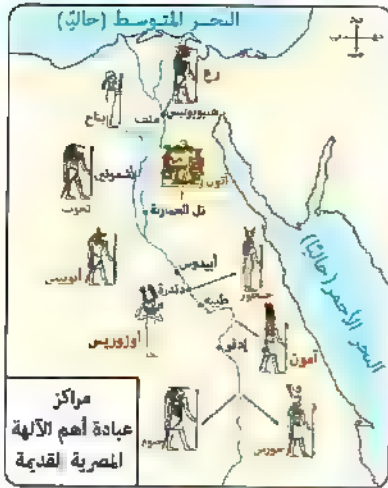 البحر المتوسط (حاليًا)
رع
هليوبوليس
منف
بتاح
أتون
الأشمونين
تحوت
تل العمارنة
أنوبيس
أبيدوس
دندرة
حتحور
طيبة
أوزوريس
آمون
إدفو
حورس
البحر الأحمر (حاليًا)
مراكز
عبادة أهم الآلهة
المصرية القديمة